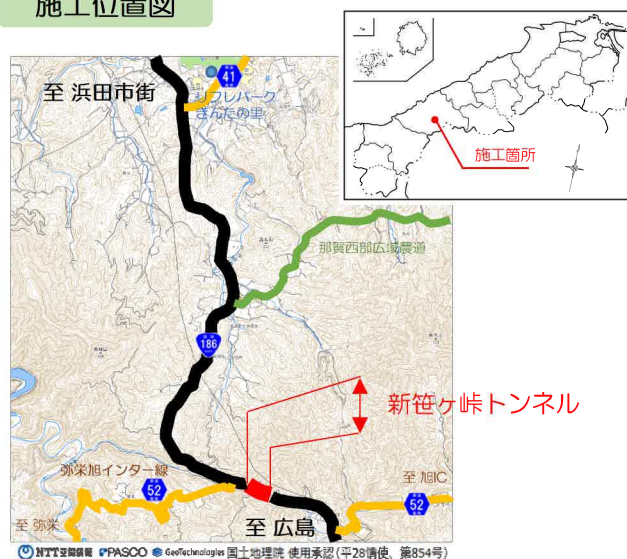 施工位置図
至 浜田市街
41
リフレパーク
きんたの里
施工箇所
那賀西部広域農道
186
新笹ヶ峠トンネル
弥栄旭インター線
52
至 旭IC
52
至 弥栄
至 広島
NTT空間情報 PASCO GeoTechnologies 国土地理院 使用承認(平28情使、第854号)